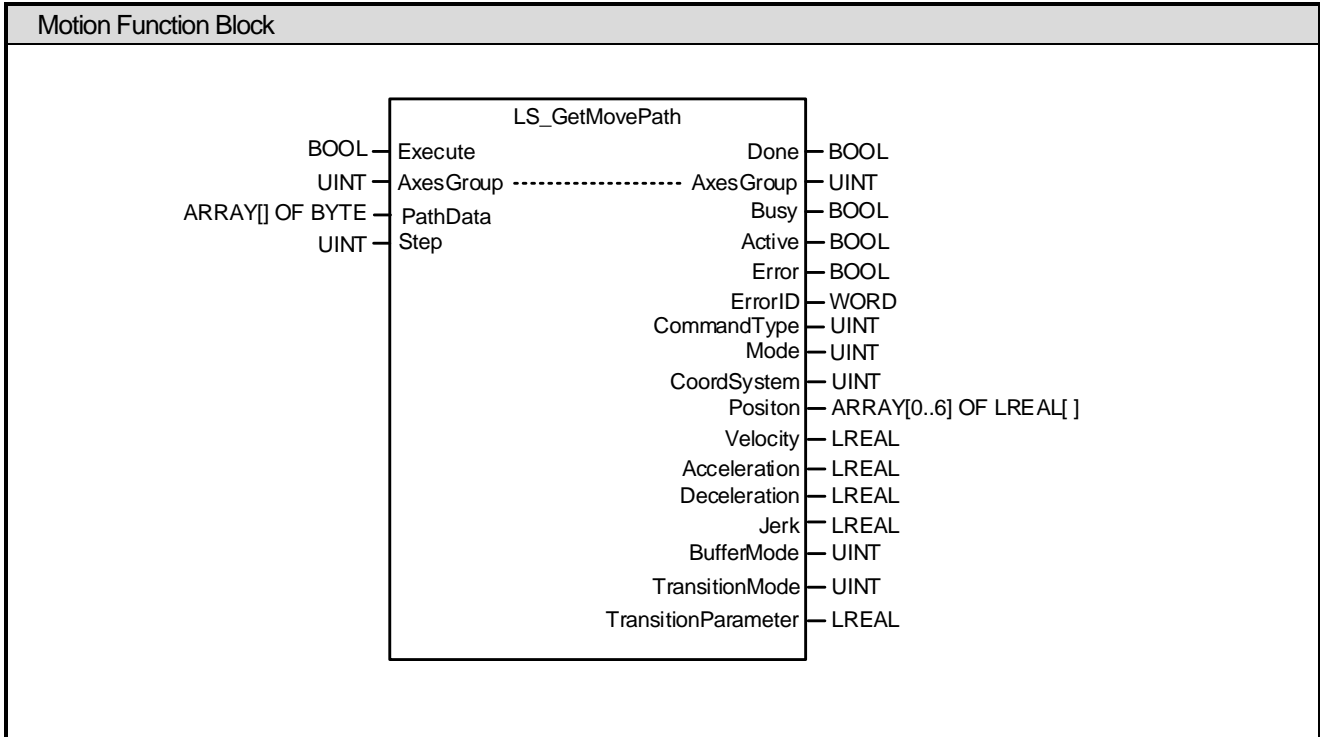 Motion Function Block
LS_GetMovePath
BOOL Execute Done BOOL
UINT AxesGroup AxesGroup UINT
ARRAY[] OF BYTE PathData Busy BOOL
UINT Step Active BOOL
Error BOOL
ErrorID WORD
CommandType UINT
Mode UINT
CoordSystem UINT
Positon ARRAY[0..6] OF LREAL[ ]
Velocity LREAL
Acceleration LREAL
Deceleration LREAL
Jerk LREAL
BufferMode UINT
TransitionMode UINT
TransitionParameter LREAL